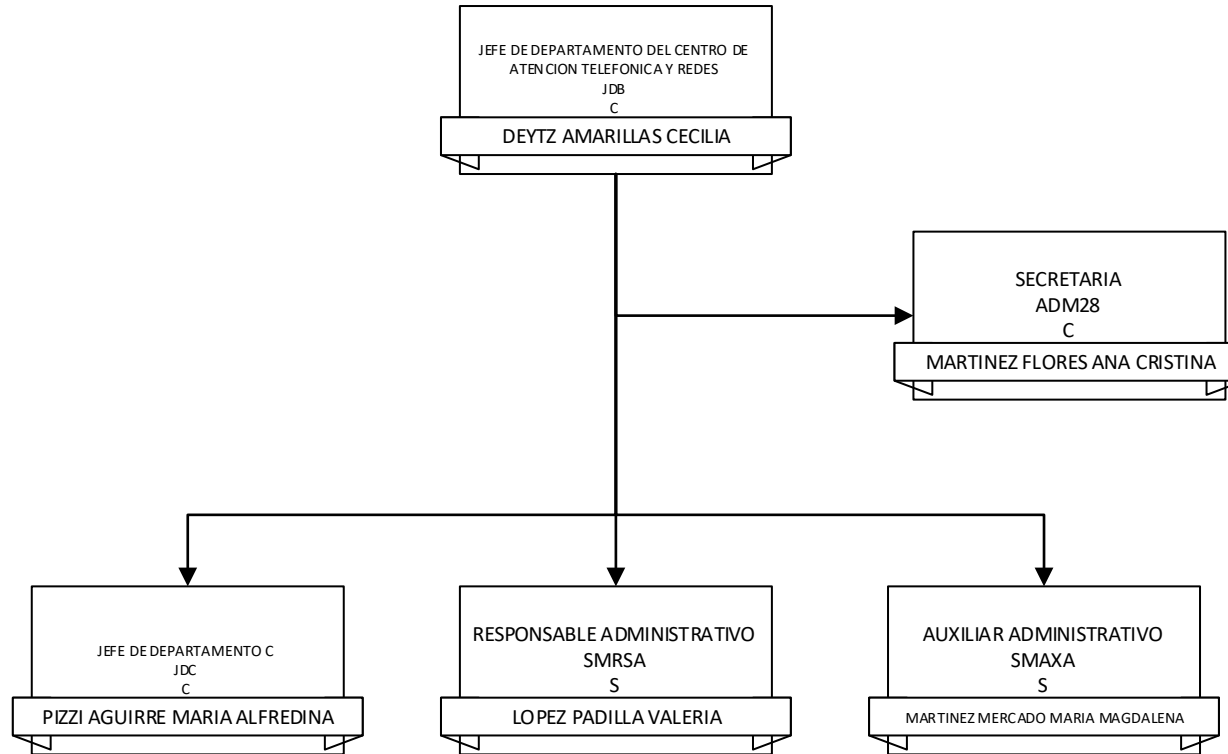 JEFE DE DEPARTAMENTO DEL CENTRO DE
ATENCION TELEFONICA Y REDES
JDB
C
DEYTZ AMARILLAS CECILIA
SECRETARIA
ADM28
C
MARTINEZ FLORES ANA CRISTINA
JEFE DE DEPARTAMENTO C
JDC
C
PIZZI AGUIRRE MARIA ALFREDINA
RESPONSABLE ADMINISTRATIVO
SMRSA
S
LOPEZ PADILLA VALERIA
AUXILIAR ADMINISTRATIVO
SMAXA
S
MARTINEZ MERCADO MARIA MAGDALENA